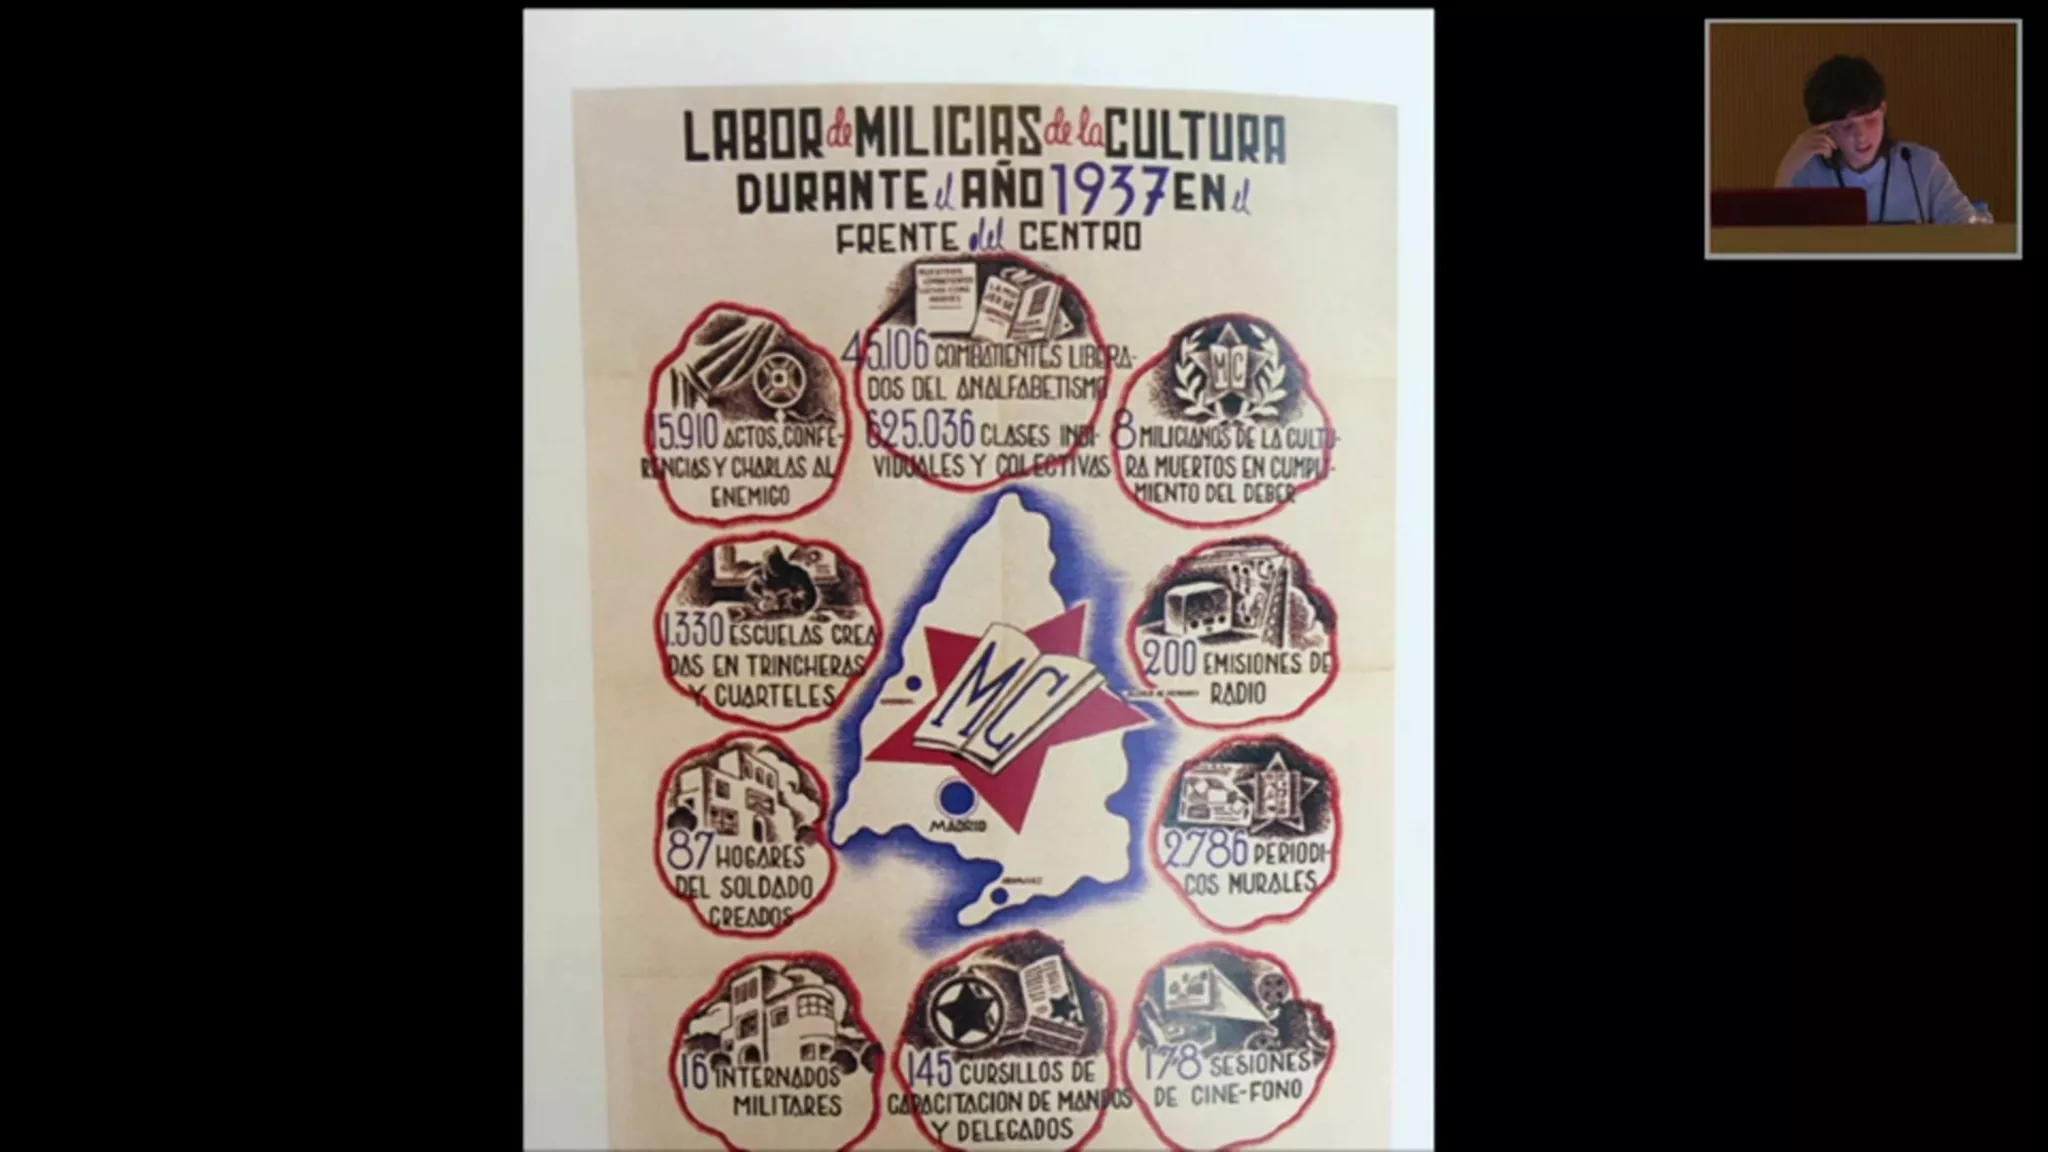 LABOR de MILICIAS de la CULTURA
DURANTE el AÑO 1937 EN el
FRENTE del CENTRO
45.106 COMBATIENTES LIBERA-
DOS DEL ANALFABETISMO
625.036 CLASES INDI-
VIDUALES Y COLECTIVAS
15.910 ACTOS, CONFE-
RENCIAS Y CHARLAS AL
ENEMIGO
MC
8 MILICIANOS DE LA CULTU-
RA MUERTOS EN CUMPLI-
MIENTO DEL DEBER
1.330 ESCUELAS CREA
DAS EN TRINCHERAS
Y CUARTELES
MC
MADRID
200 EMISIONES DE
RADIO
87 HOGARES
DEL SOLDADO
CREADOS
2.786 PERIODI-
COS MURALES
16 INTERNADOS
MILITARES
145 CURSILLOS DE
CAPACITACION DE MANDOS
Y DELEGADOS
178 SESIONES
DE CINE-FONO